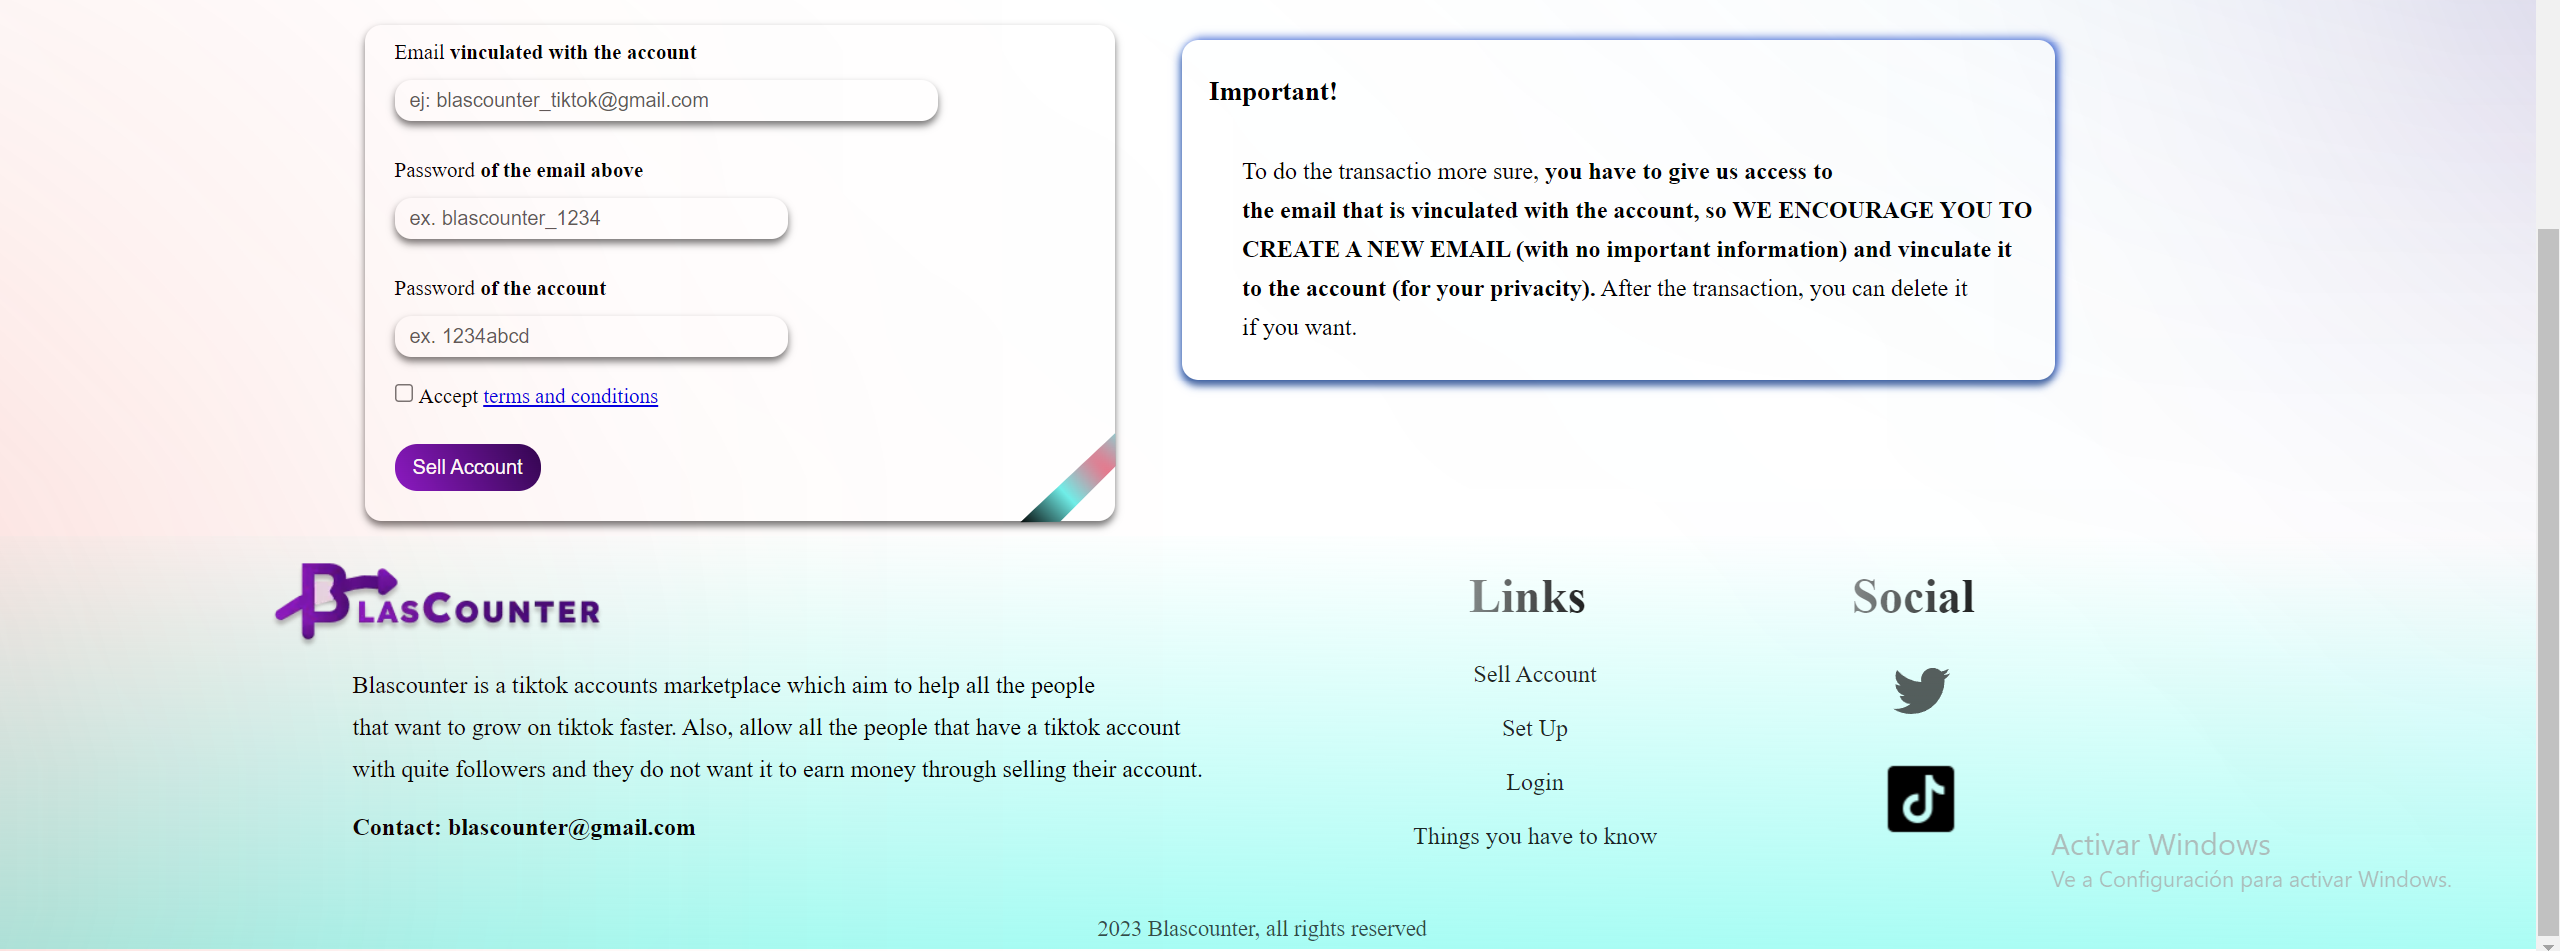 Email vinculated with the account
ej: blascounter_tiktok@gmail.com
Password of the email above
ex. blascounter_1234
Password of the account
ex. 1234abcd
Accept terms and conditions
Sell Account
Important!
To do the transactio more sure, you have to give us access to
the email that is vinculated with the account, so WE ENCOURAGE YOU TO
CREATE A NEW EMAIL (with no important information) and vinculate it
to the account (for your privacity). After the transaction, you can delete it
if you want.
BLASCOUNTER
Blascounter is a tiktok accounts marketplace which aim to help all the people
that want to grow on tiktok faster. Also, allow all the people that have a tiktok account
with quite followers and they do not want it to earn money through selling their account.
Contact: blascounter@gmail.com
Links
Sell Account
Set Up
Login
Things you have to know
Social
Activar Windows
Ve a Configuración para activar Windows.
2023 Blascounter, all rights reserved